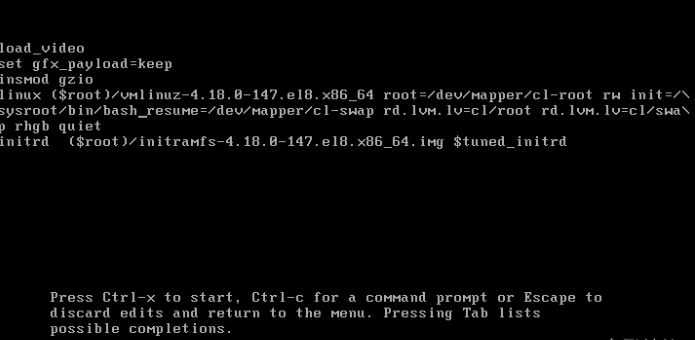 load_video
set gfx_payload=keep
insmod gzio
linux ($root)/vmlinuz-4.18.0-147.el8.x86_64 root=/dev/mapper/cl-root rw init=/\
sysroot/bin/bash_resume=/dev/mapper/cl-swap rd.lvm.lv=cl/root rd.lvm.lv=cl/swa\
p rhgb quiet
initrd  ($root)/initramfs-4.18.0-147.el8.x86_64.img $tuned_initrd
Press Ctrl-x to start, Ctrl-c for a command prompt or Escape to
discard edits and return to the menu. Pressing Tab lists
possible completions.